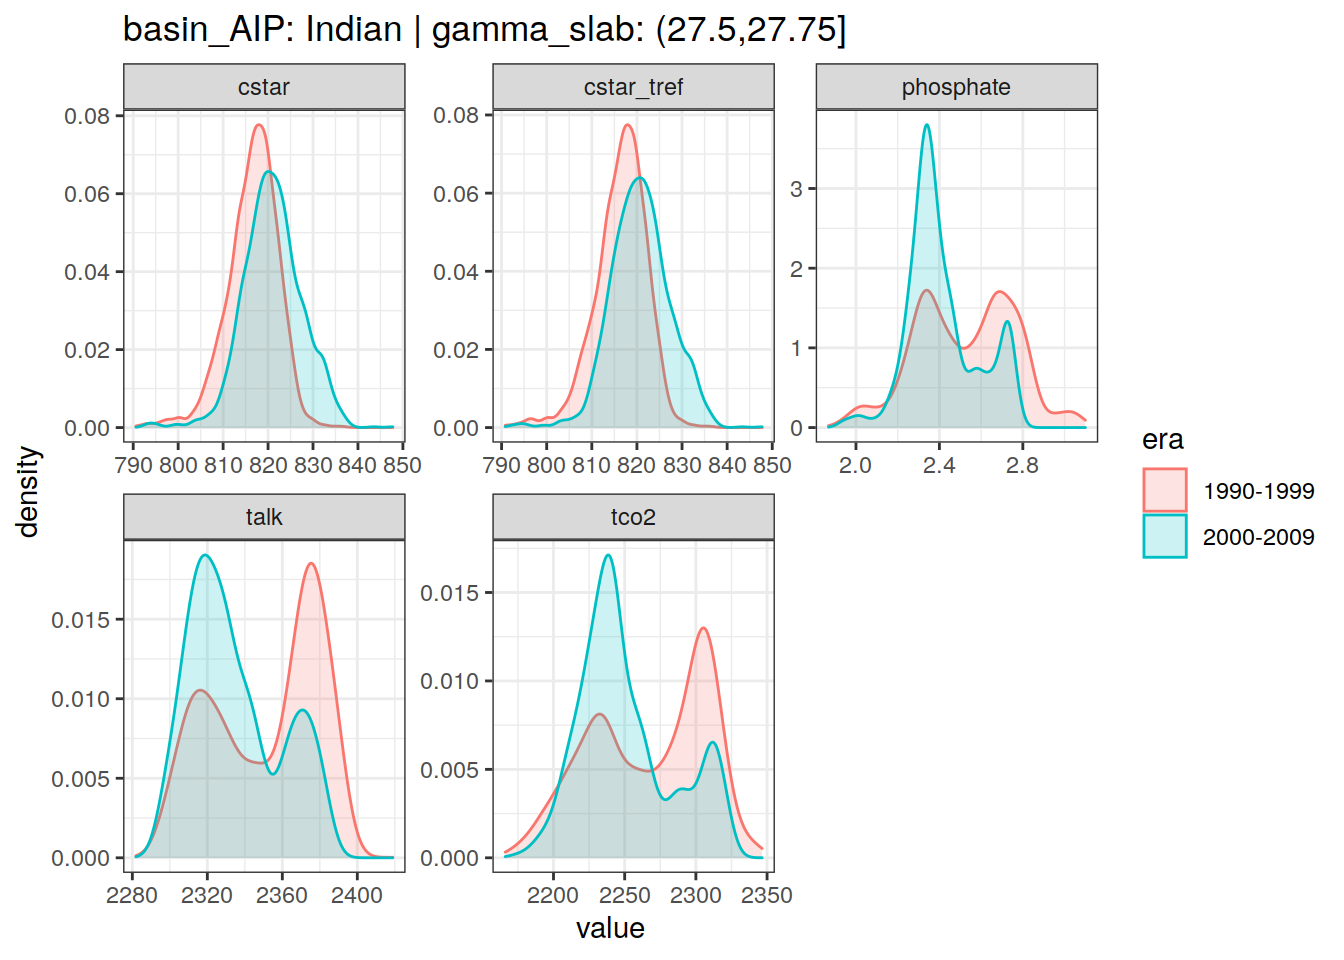 basin_AIP: Indian | gamma_slab: (27.5,27.75]
cstar
cstar_tref
phosphate
0.08
0.06
0.04
0.02
0.00
790 800 810 820 830 840 850
0.08
0.06
0.04
0.02
0.00
790 800 810 820 830 840 850
3
2
1
0
2.0 2.4 2.8
talk
tco2
0.015
0.010
0.005
0.000
2280 2320 2360 2400
0.015
0.010
0.005
0.000
2200 2250 2300 2350
density
value
era
1990-1999
2000-2009